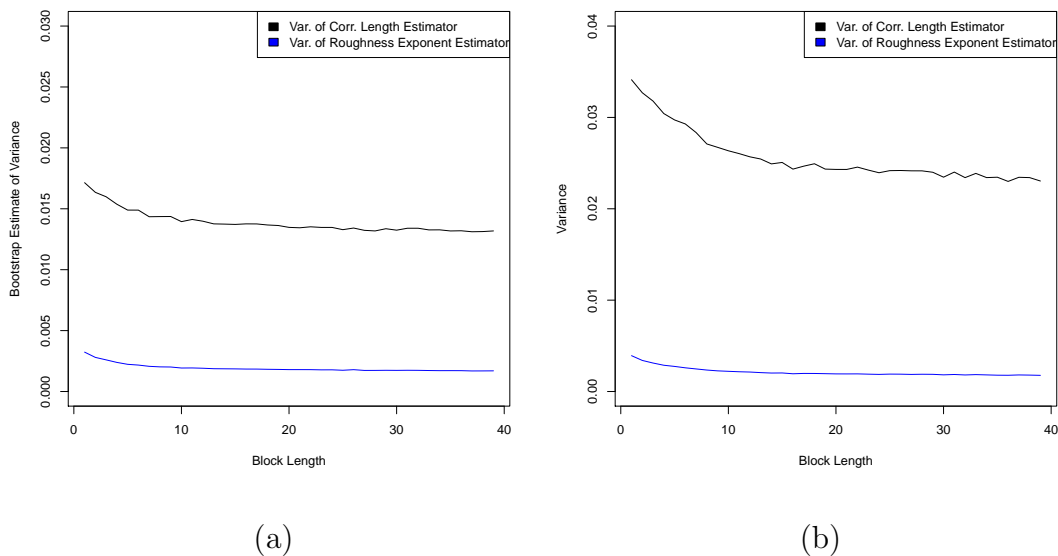 Var. of Corr. Length Estimator
Var. of Roughness Exponent Estimator
Bootstrap Estimate of Variance
0.030
0.025
0.020
0.015
0.010
0.005
0.000
0 10 20 30 40
Block Length
(a)
Var. of Corr. Length Estimator
Var. of Roughness Exponent Estimator
Variance
0.04
0.03
0.02
0.01
0.00
0 10 20 30 40
Block Length
(b)